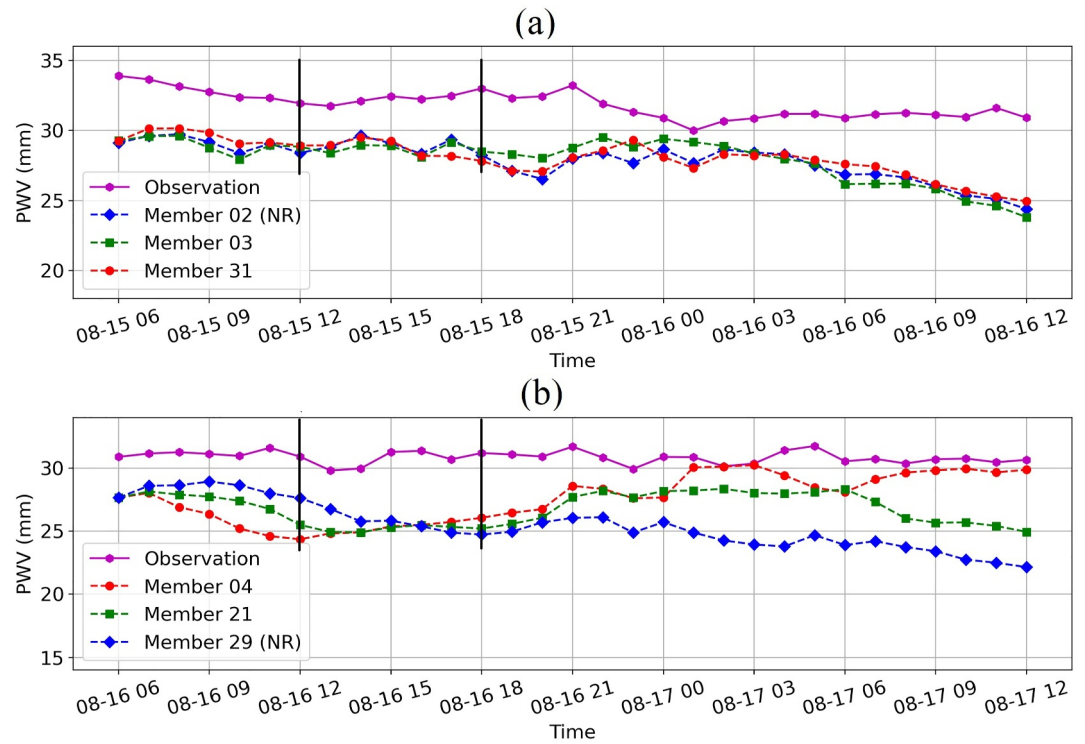 (a)
35
30
25
20
PWV (mm)
Observation
Member 02 (NR)
Member 03
Member 31
08-15 06 08-15 09 08-15 12 08-15 15 08-15 18 08-15 21 08-16 00 08-16 03 08-16 06 08-16 09 08-16 12
Time
(b)
30
25
20
15
PWV (mm)
Observation
Member 04
Member 21
Member 29 (NR)
08-16 06 08-16 09 08-16 12 08-16 15 08-16 18 08-16 21 08-17 00 08-17 03 08-17 06 08-17 09 08-17 12
Time